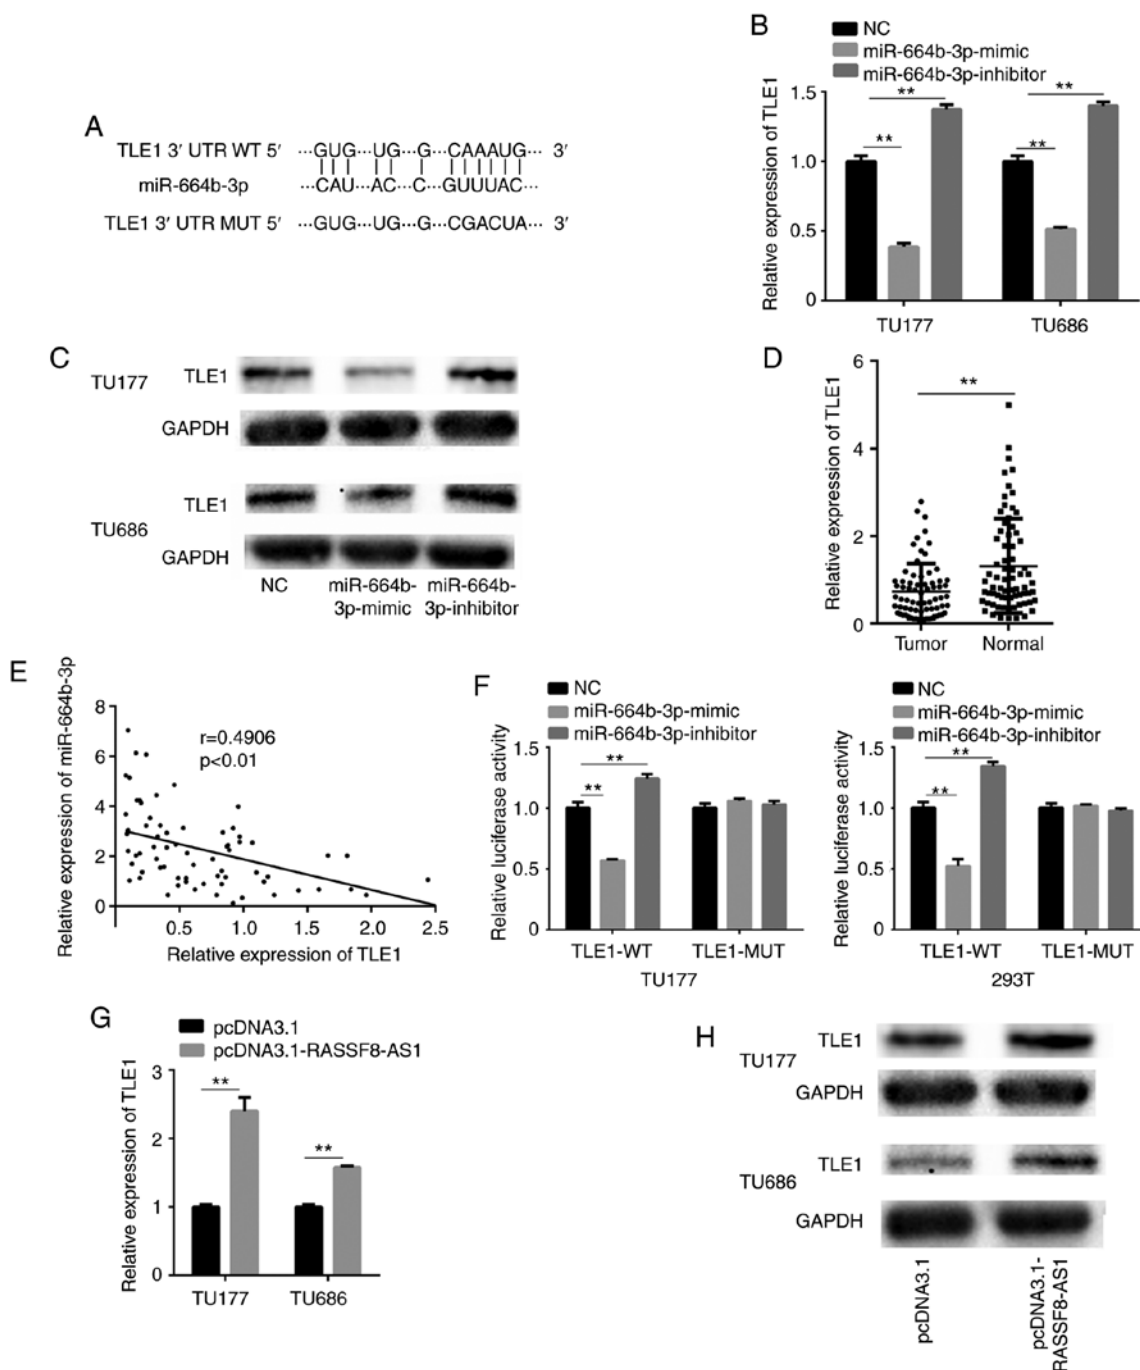 A
TLE1 3′ UTR WT 5′ ···GUG···UG···G···CAAAUG··· 3′
miR-664b-3p ···CAU···AC···C···GUUUAC···
TLE1 3′ UTR MUT 5′ ···GUG···UG···G···CGACUA··· 3′
B
NC
miR-664b-3p-mimic
miR-664b-3p-inhibitor
Relative expression of TLE1
1.5
1.0
0.5
0
** ** ** **
TU177 TU686
C
TU177 TLE1
GAPDH
TU686 TLE1
GAPDH
NC miR-664b- miR-664b-
3p-mimic 3p-inhibitor
D
Relative expression of TLE1
6
4
2
0
**
Tumor Normal
E
Relative expression of miR-664b-3p
8
6
4
2
0
r=0.4906
p<0.01
0.5 1.0 1.5 2.0 2.5
Relative expression of TLE1
F
NC
miR-664b-3p-mimic
miR-664b-3p-inhibitor
Relative luciferase activity
1.5
1.0
0.5
0
** **
TLE1-WT TLE1-MUT
TU177
NC
miR-664b-3p-mimic
miR-664b-3p-inhibitor
Relative luciferase activity
1.5
1.0
0.5
0
** **
TLE1-WT TLE1-MUT
293T
G
pcDNA3.1
pcDNA3.1-RASSF8-AS1
Relative expression of TLE1
3
2
1
0
** **
TU177 TU686
H
TU177 TLE1
GAPDH
TU686 TLE1
GAPDH
pcDNA3.1
pcDNA3.1-
RASSF8-AS1